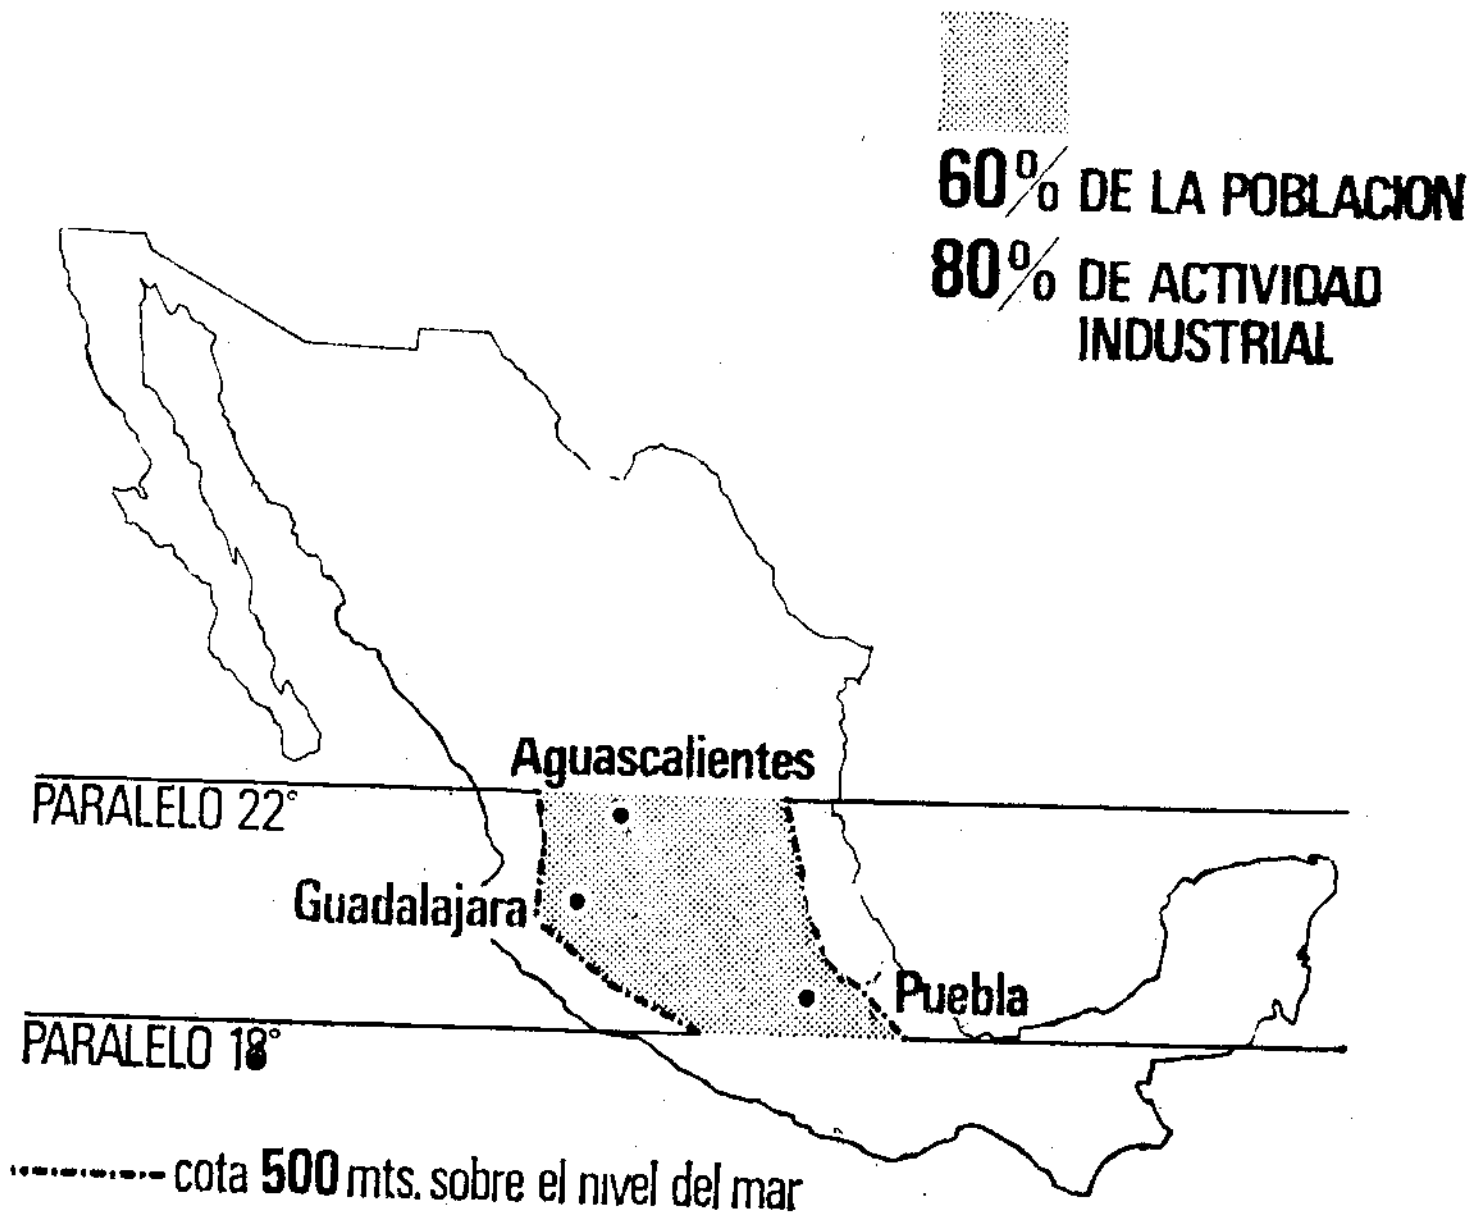 60% DE LA POBLACION
80% DE ACTIVIDAD
INDUSTRIAL
Aguascalientes
PARALELO 22°
Guadalajara
Puebla
PARALELO 18°
cota 500 mts. sobre el nivel del mar